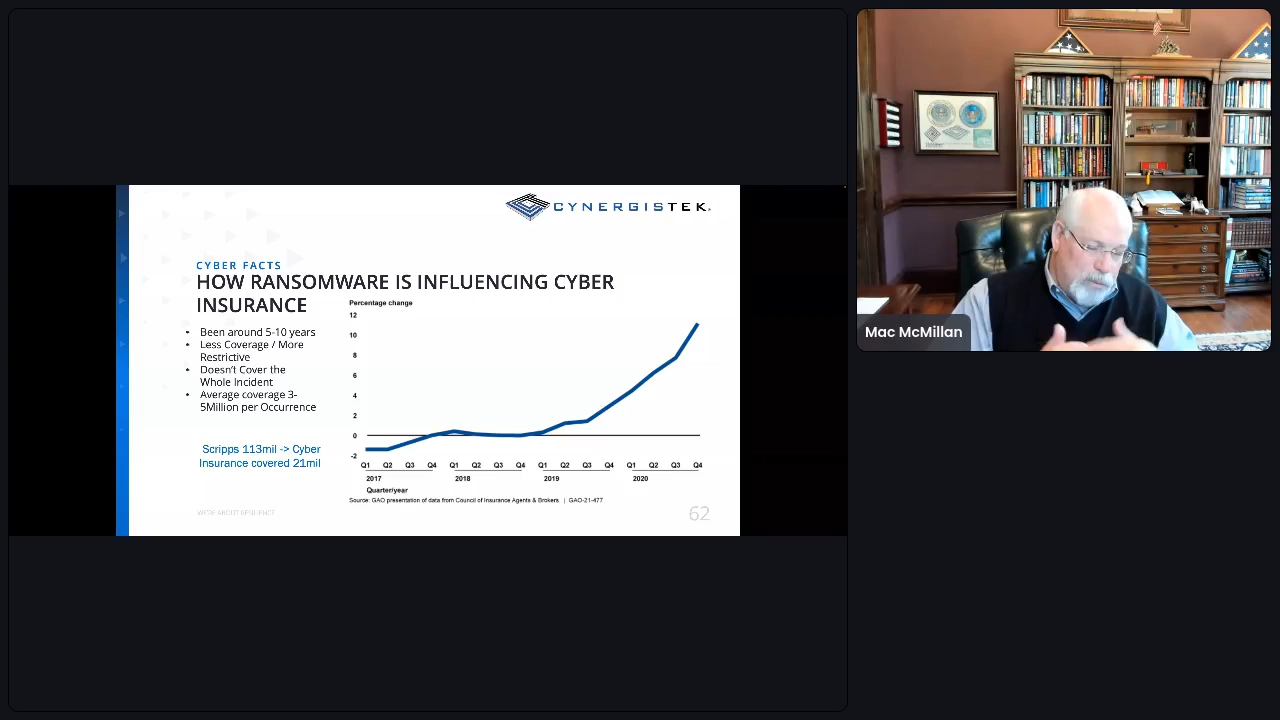 CYNERGISTEK
CYBER FACTS
HOW RANSOMWARE IS INFLUENCING CYBER
INSURANCE
• Been around 5-10 years
• Less Coverage / More
Restrictive
• Doesn't Cover the
Whole Incident
• Average coverage 3-
5Million per Occurrence
Scripps 113mil -> Cyber
Insurance covered 21mil
Percentage change
12
10
8
6
4
2
0
-2
Q1 Q2 Q3 Q4 Q1 Q2 Q3 Q4 Q1 Q2 Q3 Q4 Q1 Q2 Q3 Q4
2017 2018 2019 2020
Quarter/year
Source: GAO presentation of data from Council of Insurance Agents & Brokers. | GAO-21-477
WE'RE ABOUT RESILIENCE
62
Mac McMillan